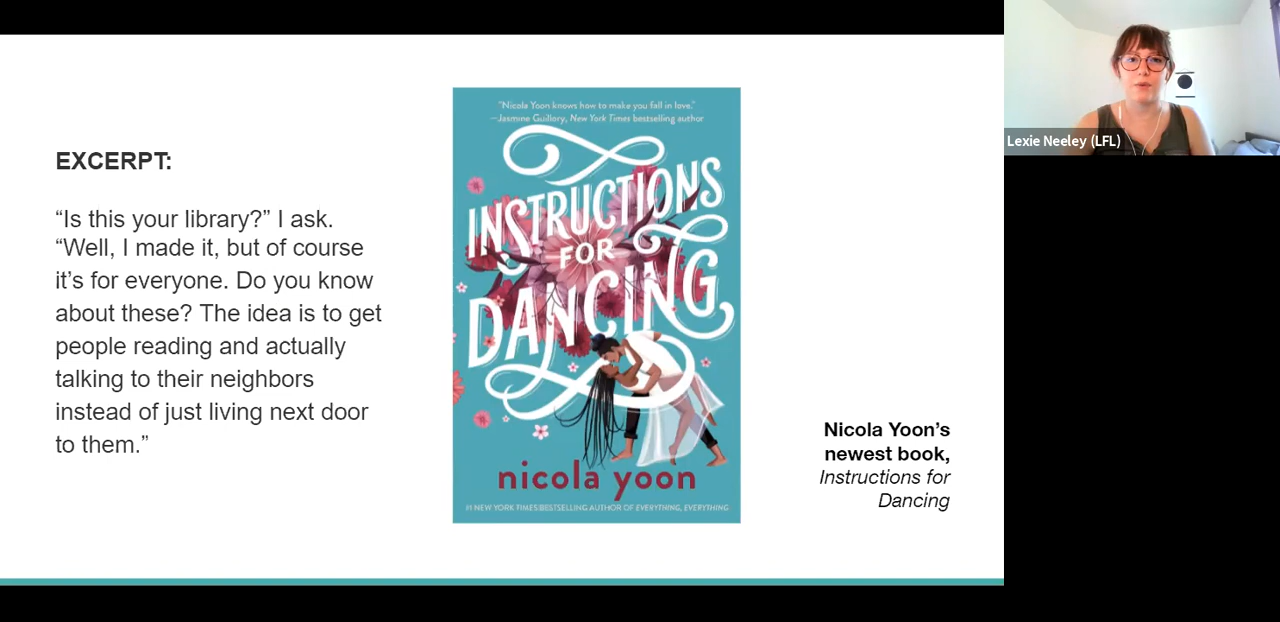 EXCERPT:
“Is this your library?” I ask.
“Well, I made it, but of course
it’s for everyone. Do you know
about these? The idea is to get
people reading and actually
talking to their neighbors
instead of just living next door
to them.”
“Nicola Yoon knows how to make you fall in love.”
—Jasmine Guillory, New York Times bestselling author
INSTRUCTIONS
FOR
DANCING
nicola yoon
#1 NEW YORK TIMES BESTSELLING AUTHOR OF EVERYTHING, EVERYTHING
Nicola Yoon’s
newest book,
Instructions for
Dancing
Lexie Neeley (LFL)